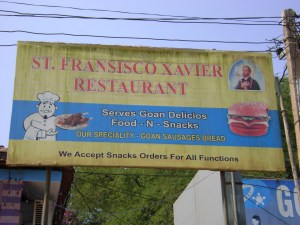 ST. FRANSISCO XAVIER
RESTAURANT
Serves Goan Delicios
Food -N- Snacks
OUR SPECIALITY - GOAN SAUSAGES BREAD
We Accept Snacks Orders For All Functions
G